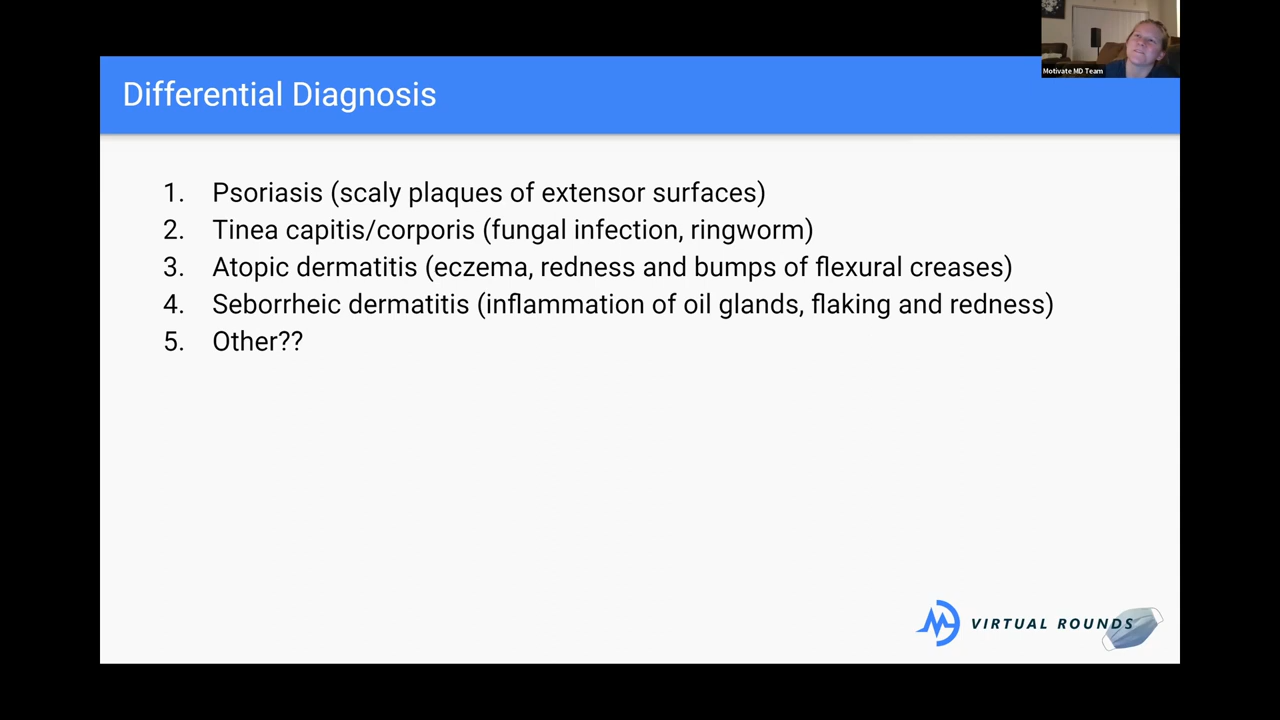 Motivate MD Team
Differential Diagnosis
1. Psoriasis (scaly plaques of extensor surfaces)
2. Tinea capitis/corporis (fungal infection, ringworm)
3. Atopic dermatitis (eczema, redness and bumps of flexural creases)
4. Seborrheic dermatitis (inflammation of oil glands, flaking and redness)
5. Other??
VIRTUAL ROUNDS